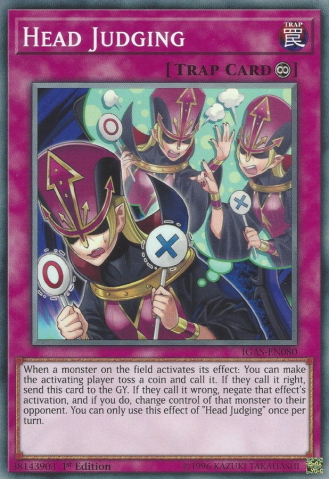 HEAD JUDGING
TRAP
罠
[TRAP CARD∞]
O
O
X
X
IGAS-EN080
When a monster on the field activates its effect: You can make
the activating player toss a coin and call it. If they call it right,
send this card to the GY. If they call it wrong, negate that effect's
activation, and if you do, change control of that monster to their
opponent. You can only use this effect of "Head Judging" once per
turn.
38143903 1st Edition ©1996 KAZUKI TAKAHASHI